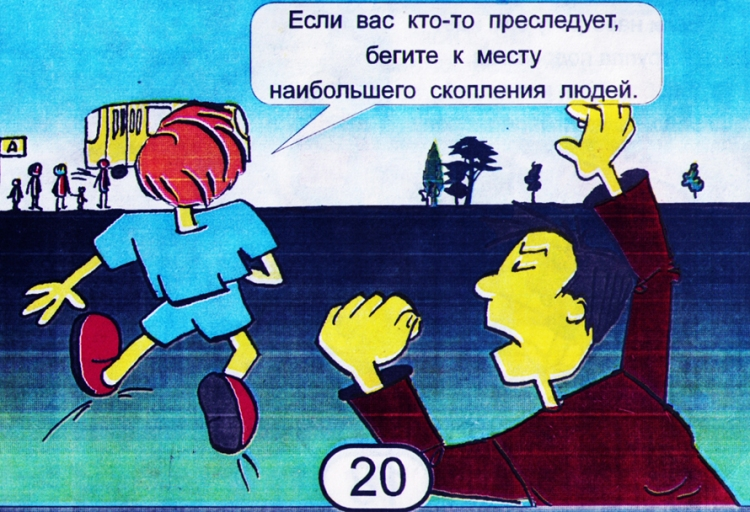 Если вас кто-то преследует,
бегите к месту
наибольшего скопления людей.
А
20